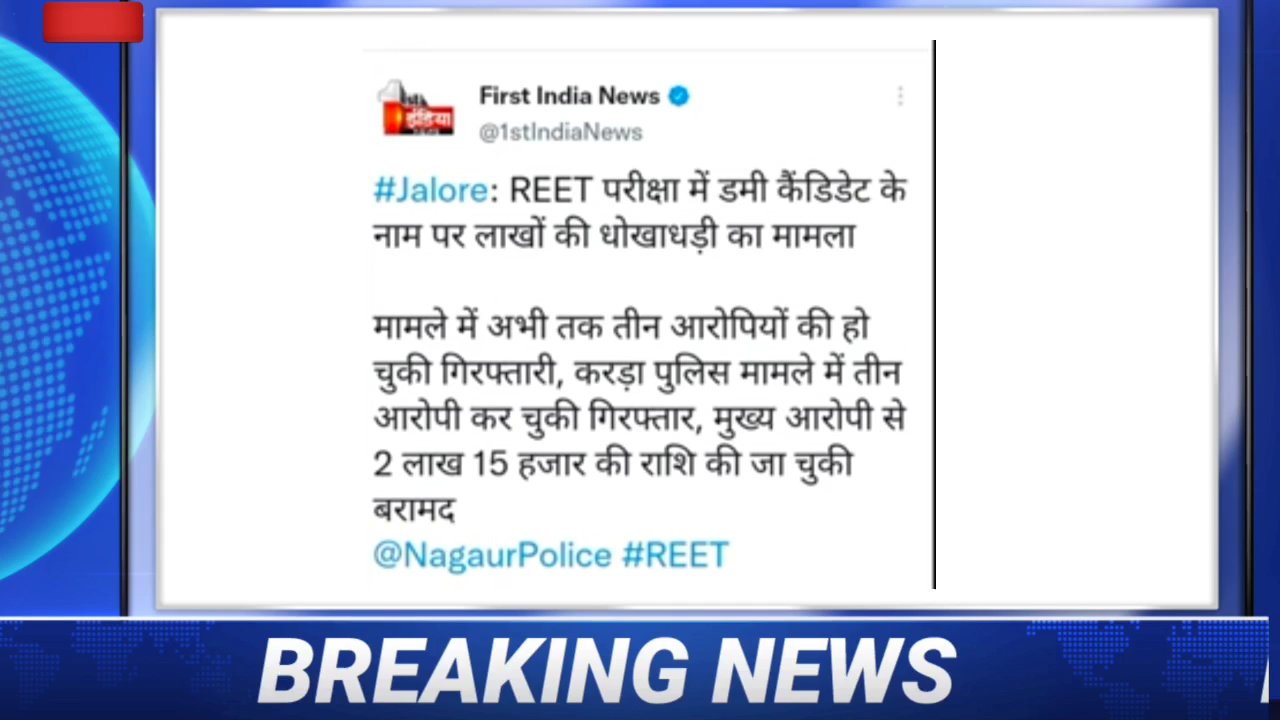 1st
इंडिया
First India News
@1stIndiaNews
#Jalore: REET परीक्षा में डमी कैंडिडेट के
नाम पर लाखों की धोखाधड़ी का मामला
मामले में अभी तक तीन आरोपियों की हो
चुकी गिरफ्तारी, करड़ा पुलिस मामले में तीन
आरोपी कर चुकी गिरफ्तार, मुख्य आरोपी से
2 लाख 15 हजार की राशि की जा चुकी
बरामद
@NagaurPolice #REET
BREAKING NEWS